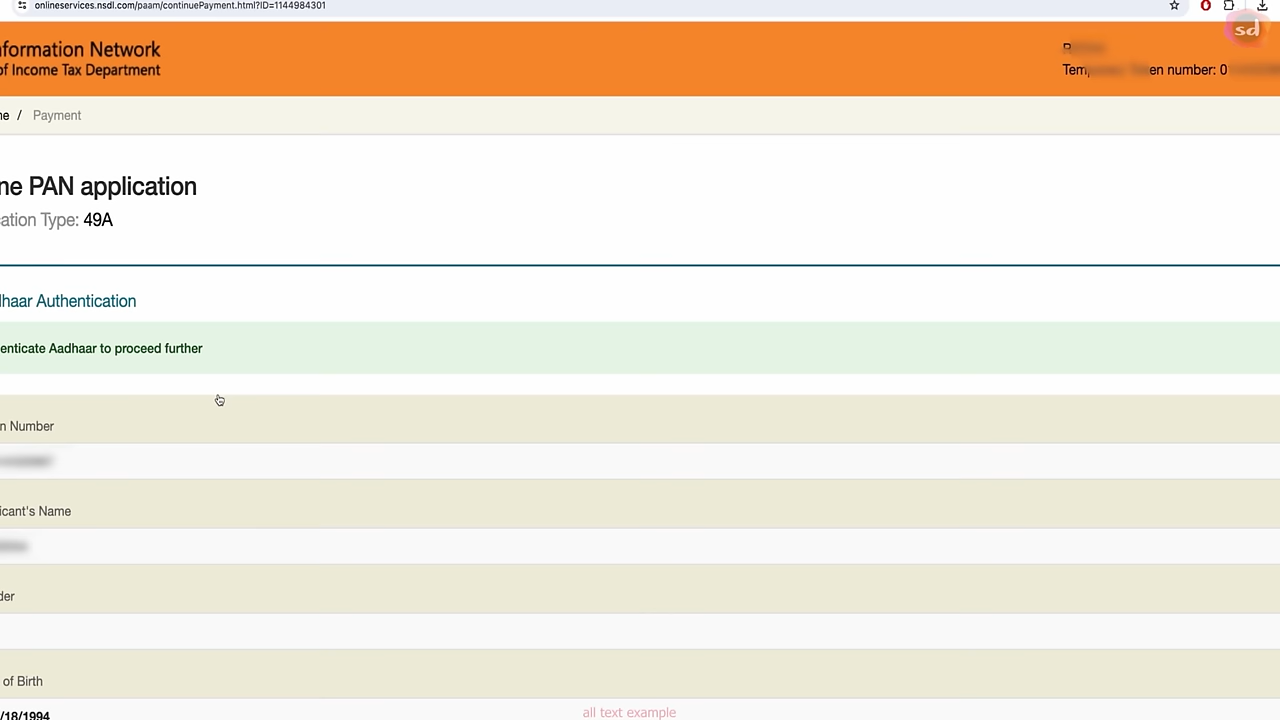 onlineservices.nsdl.com/paam/continuePayment.html?ID=1144984301
sd
nformation Network
of Income Tax Department
Tem en number: 0
ne / Payment
ne PAN application
ation Type: 49A
dhaar Authentication
enticate Aadhaar to proceed further
n Number
icant's Name
der
of Birth
/18/1994
all text example